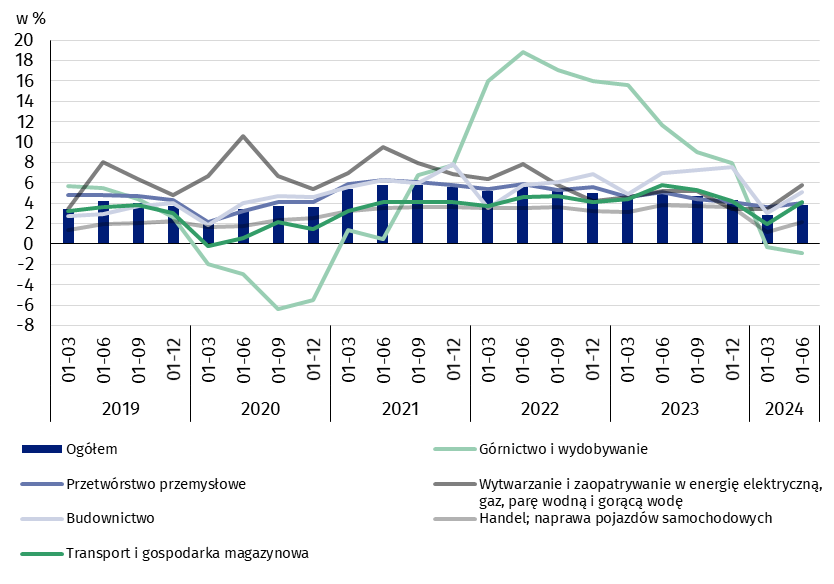 w %
20
18
16
14
12
10
8
6
4
2
0
-2
-4
-6
-8
01-03 01-06 01-09 01-12 01-03 01-06 01-09 01-12 01-03 01-06 01-09 01-12 01-03 01-06 01-09 01-12 01-03 01-06 01-09 01-12 01-03 01-06
2019 2020 2021 2022 2023 2024
Ogółem
Górnictwo i wydobywanie
Przetwórstwo przemysłowe
Wytwarzanie i zaopatrywanie w energię elektryczną,
gaz, parę wodną i gorącą wodę
Budownictwo
Handel; naprawa pojazdów samochodowych
Transport i gospodarka magazynowa